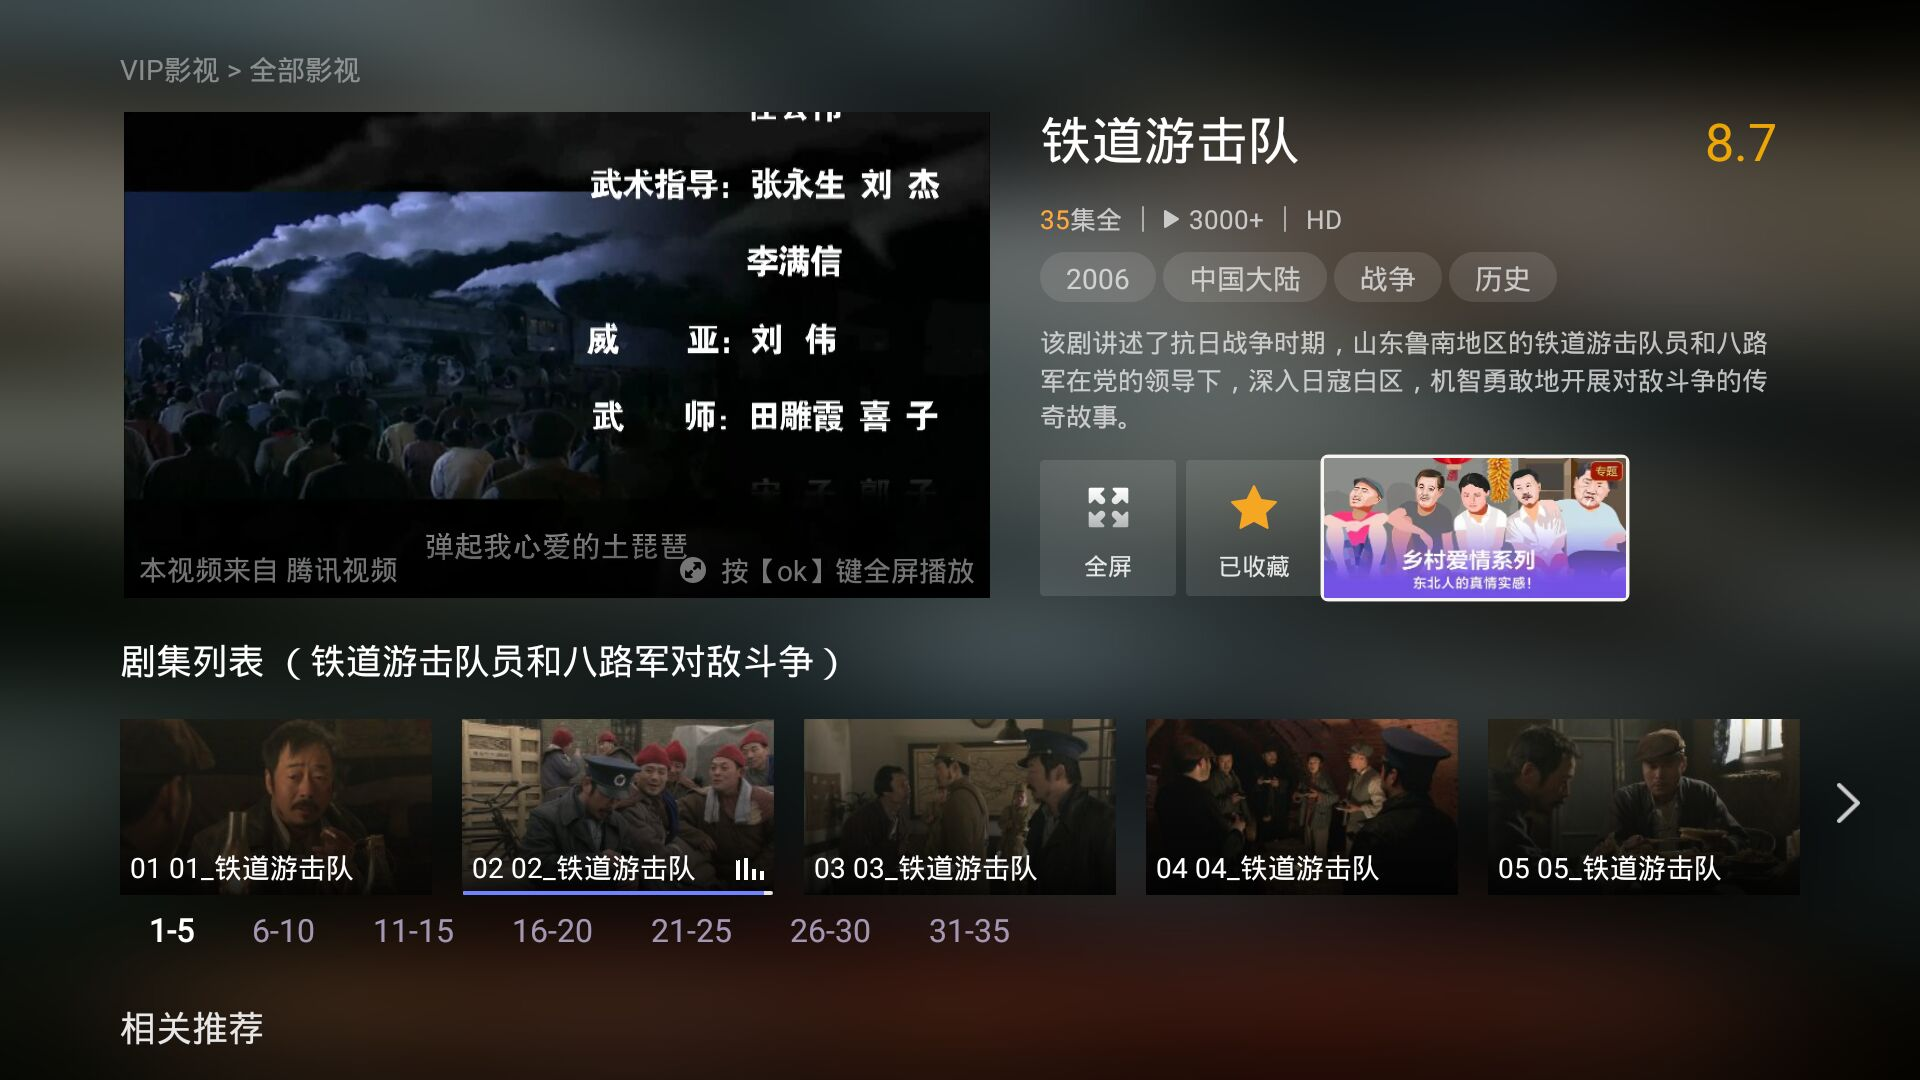 VIP影视 > 全部影视
武术指导：张永生 刘 杰
李满信
威 亚：刘 伟
武 师：田雕霞 喜 子
弹起我心爱的土琵琶
本视频来自 腾讯视频
按【ok】键全屏播放
铁道游击队
8.7
35集全 | 3000+ | HD
2006 中国大陆 战争 历史
该剧讲述了抗日战争时期，山东鲁南地区的铁道游击队员和八路
军在党的领导下，深入日寇白区，机智勇敢地开展对敌斗争的传
奇故事。
全屏
已收藏
专题
乡村爱情系列
东北人的真情实感！
剧集列表 （铁道游击队员和八路军对敌斗争）
01 01_铁道游击队
02 02_铁道游击队
03 03_铁道游击队
04 04_铁道游击队
05 05_铁道游击队
1-5 6-10 11-15 16-20 21-25 26-30 31-35
相关推荐